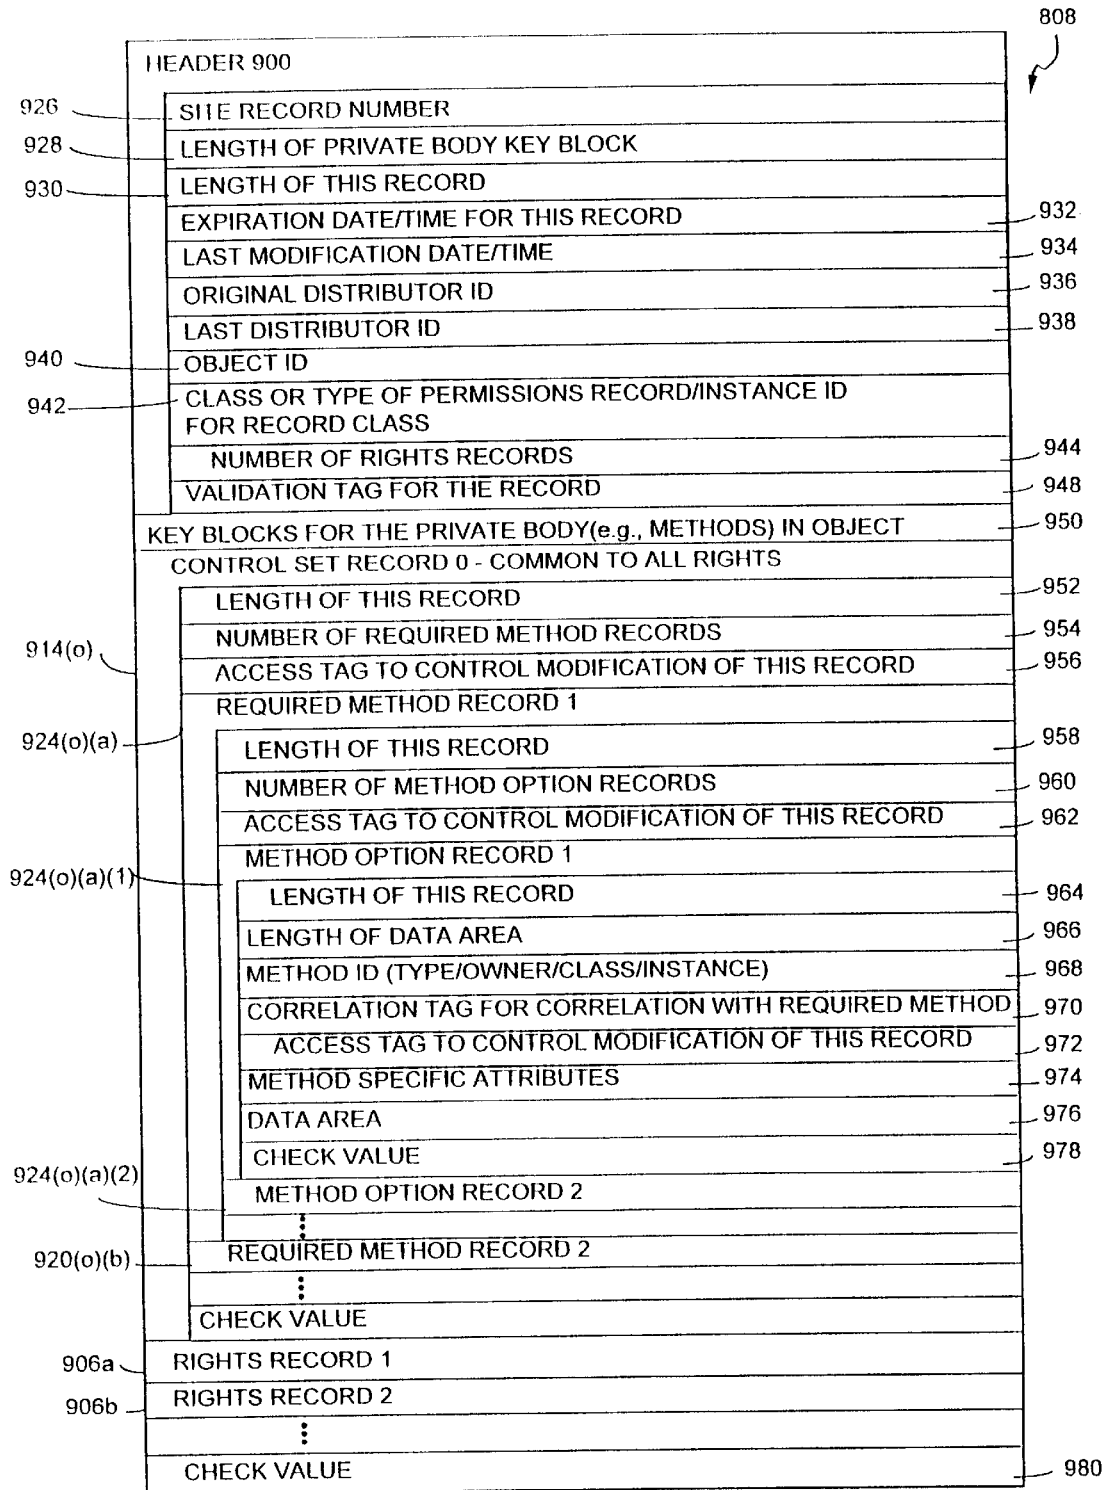 808
HEADER 900
926 SITE RECORD NUMBER
928 LENGTH OF PRIVATE BODY KEY BLOCK
930 LENGTH OF THIS RECORD
EXPIRATION DATE/TIME FOR THIS RECORD 932
LAST MODIFICATION DATE/TIME 934
ORIGINAL DISTRIBUTOR ID 936
LAST DISTRIBUTOR ID 938
940 OBJECT ID
942 CLASS OR TYPE OF PERMISSIONS RECORD/INSTANCE ID
FOR RECORD CLASS
NUMBER OF RIGHTS RECORDS 944
VALIDATION TAG FOR THE RECORD 948
KEY BLOCKS FOR THE PRIVATE BODY(e.g., METHODS) IN OBJECT 950
CONTROL SET RECORD 0 - COMMON TO ALL RIGHTS
LENGTH OF THIS RECORD 952
NUMBER OF REQUIRED METHOD RECORDS 954
914(o)
ACCESS TAG TO CONTROL MODIFICATION OF THIS RECORD 956
REQUIRED METHOD RECORD 1
924(o)(a)
LENGTH OF THIS RECORD 958
NUMBER OF METHOD OPTION RECORDS 960
ACCESS TAG TO CONTROL MODIFICATION OF THIS RECORD 962
METHOD OPTION RECORD 1
924(o)(a)(1)
LENGTH OF THIS RECORD 964
LENGTH OF DATA AREA 966
METHOD ID (TYPE/OWNER/CLASS/INSTANCE) 968
CORRELATION TAG FOR CORRELATION WITH REQUIRED METHOD 970
ACCESS TAG TO CONTROL MODIFICATION OF THIS RECORD 972
METHOD SPECIFIC ATTRIBUTES 974
DATA AREA 976
CHECK VALUE 978
924(o)(a)(2)
METHOD OPTION RECORD 2
920(o)(b) REQUIRED METHOD RECORD 2
CHECK VALUE
906a RIGHTS RECORD 1
906b RIGHTS RECORD 2
CHECK VALUE 980